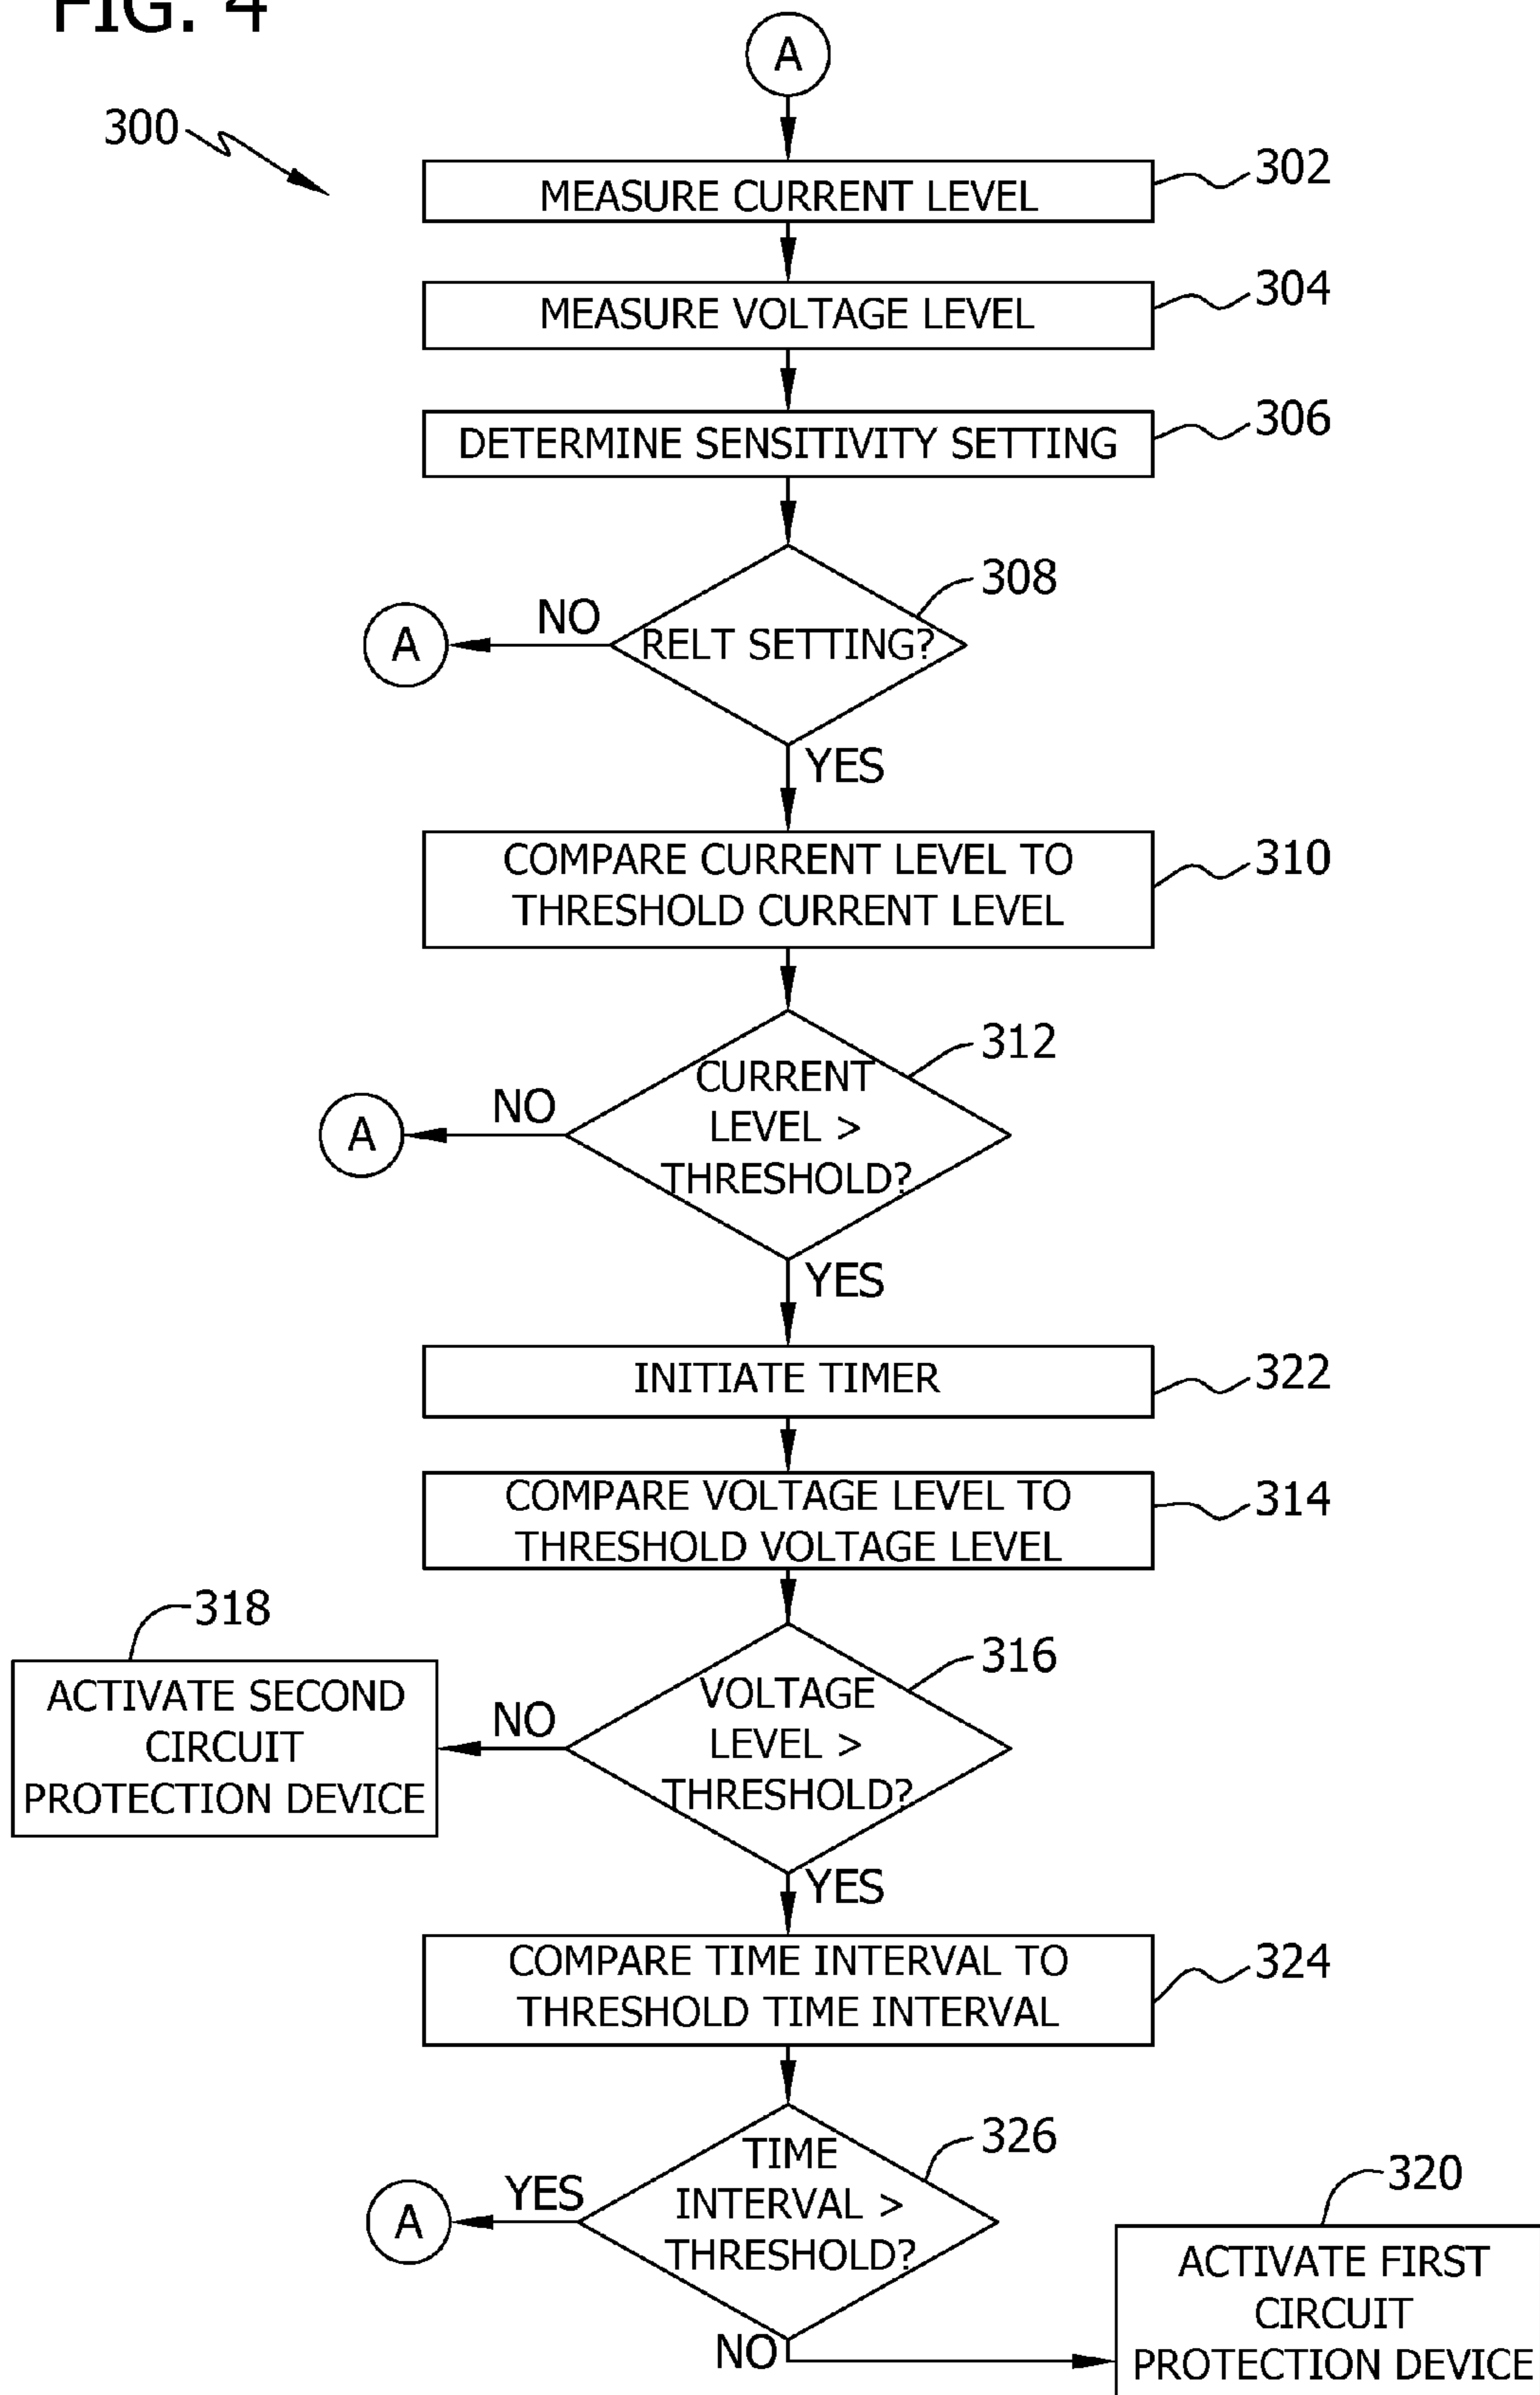 FIG. 4
A
300
MEASURE CURRENT LEVEL
302
MEASURE VOLTAGE LEVEL
304
DETERMINE SENSITIVITY SETTING
306
308
NO
A
RELT SETTING?
YES
COMPARE CURRENT LEVEL TO
THRESHOLD CURRENT LEVEL
310
312
CURRENT
LEVEL >
THRESHOLD?
NO
A
YES
INITIATE TIMER
322
COMPARE VOLTAGE LEVEL TO
THRESHOLD VOLTAGE LEVEL
314
318
316
ACTIVATE SECOND
CIRCUIT
PROTECTION DEVICE
NO
VOLTAGE
LEVEL >
THRESHOLD?
YES
COMPARE TIME INTERVAL TO
THRESHOLD TIME INTERVAL
324
326
TIME
INTERVAL >
THRESHOLD?
YES
A
320
NO
ACTIVATE FIRST
CIRCUIT
PROTECTION DEVICE